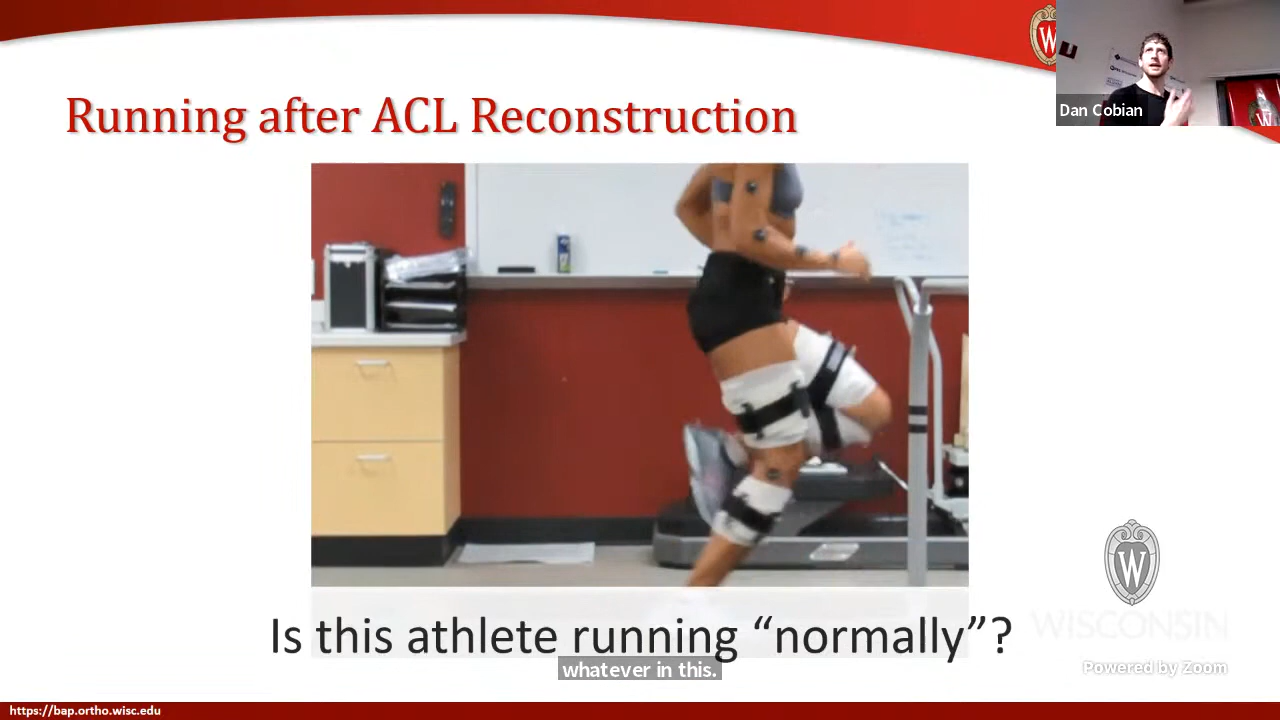 W
Dan Cobian
W
Running after ACL Reconstruction
W
WISCONSIN
Is this athlete running “normally”?
whatever in this.
Powered by Zoom
https://bap.ortho.wisc.edu